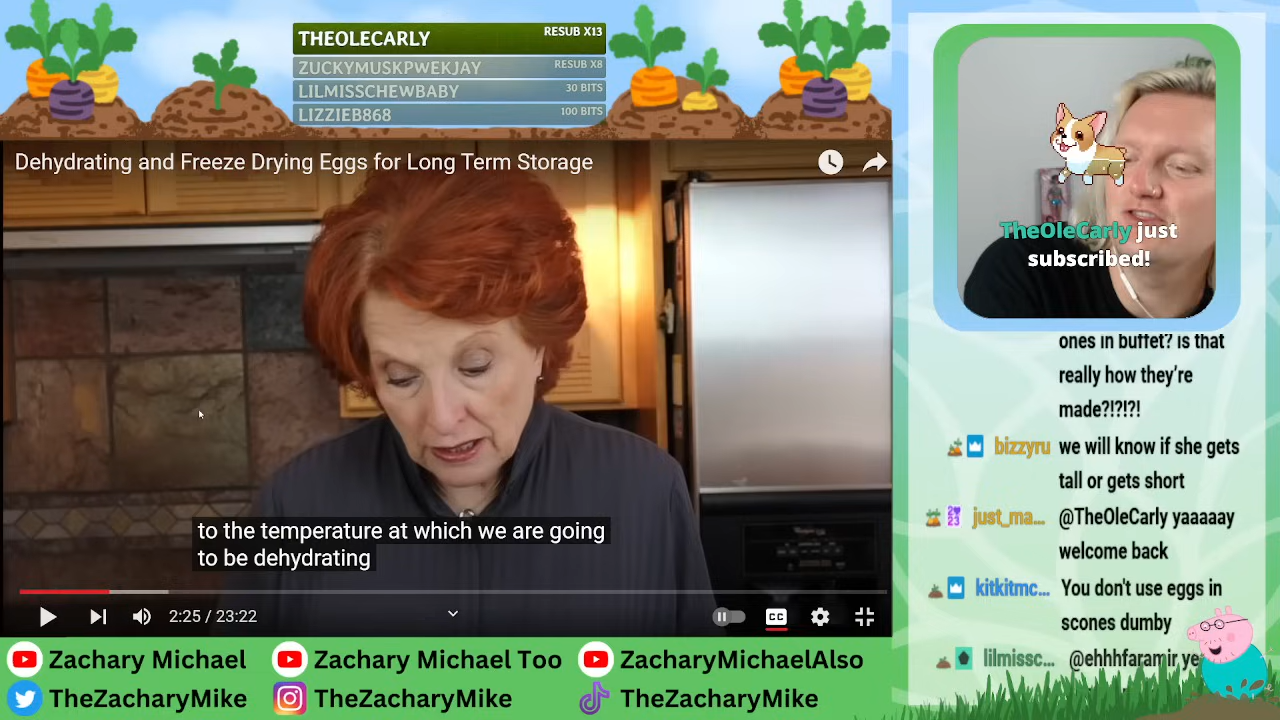 THEOLECARLY RESUB X13
ZUCKYMUSKPWEKJAY RESUB X8
LILMISSCHEWBABY 30 BITS
LIZZIEB868 100 BITS
Dehydrating and Freeze Drying Eggs for Long Term Storage
to the temperature at which we are going
to be dehydrating
2:25 / 23:22
CC
Zachary Michael
Zachary Michael Too
ZacharyMichaelAlso
TheZacharyMike
TheZacharyMike
TheZacharyMike
TheOleCarly just
subscribed!
ones in buffet? is that
really how they're
made?!?!?!
bizzyru we will know if she gets
tall or gets short
just_ma... @TheOleCarly yaaaaay
welcome back
kitkitmc... You don't use eggs in
scones dumby
lilmissc... @ehhhfaramir